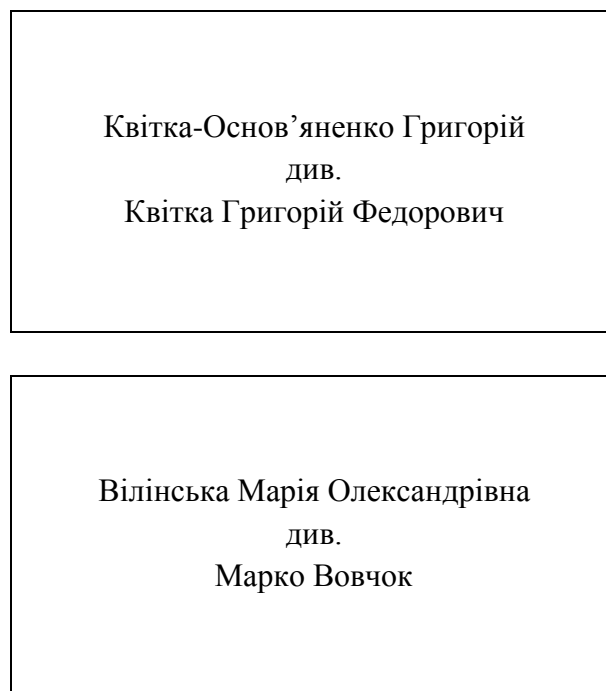 Квітка-Основ’яненко Григорій
див.
Квітка Григорій Федорович
Вілінська Марія Олександрівна
див.
Марко Вовчок